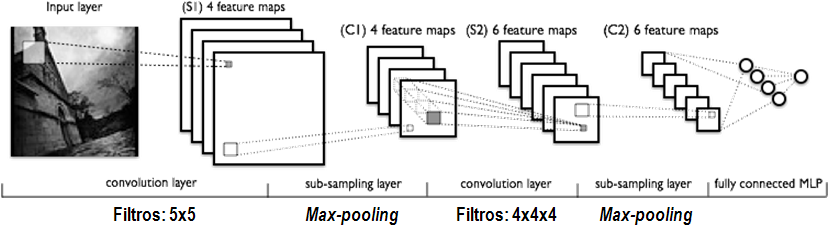 Input layer
(S1) 4 feature maps
(C1) 4 feature maps
(S2) 6 feature maps
(C2) 6 feature maps
convolution layer
sub-sampling layer
convolution layer
sub-sampling layer
fully connected MLP
Filtros: 5x5
Max-pooling
Filtros: 4x4x4
Max-pooling